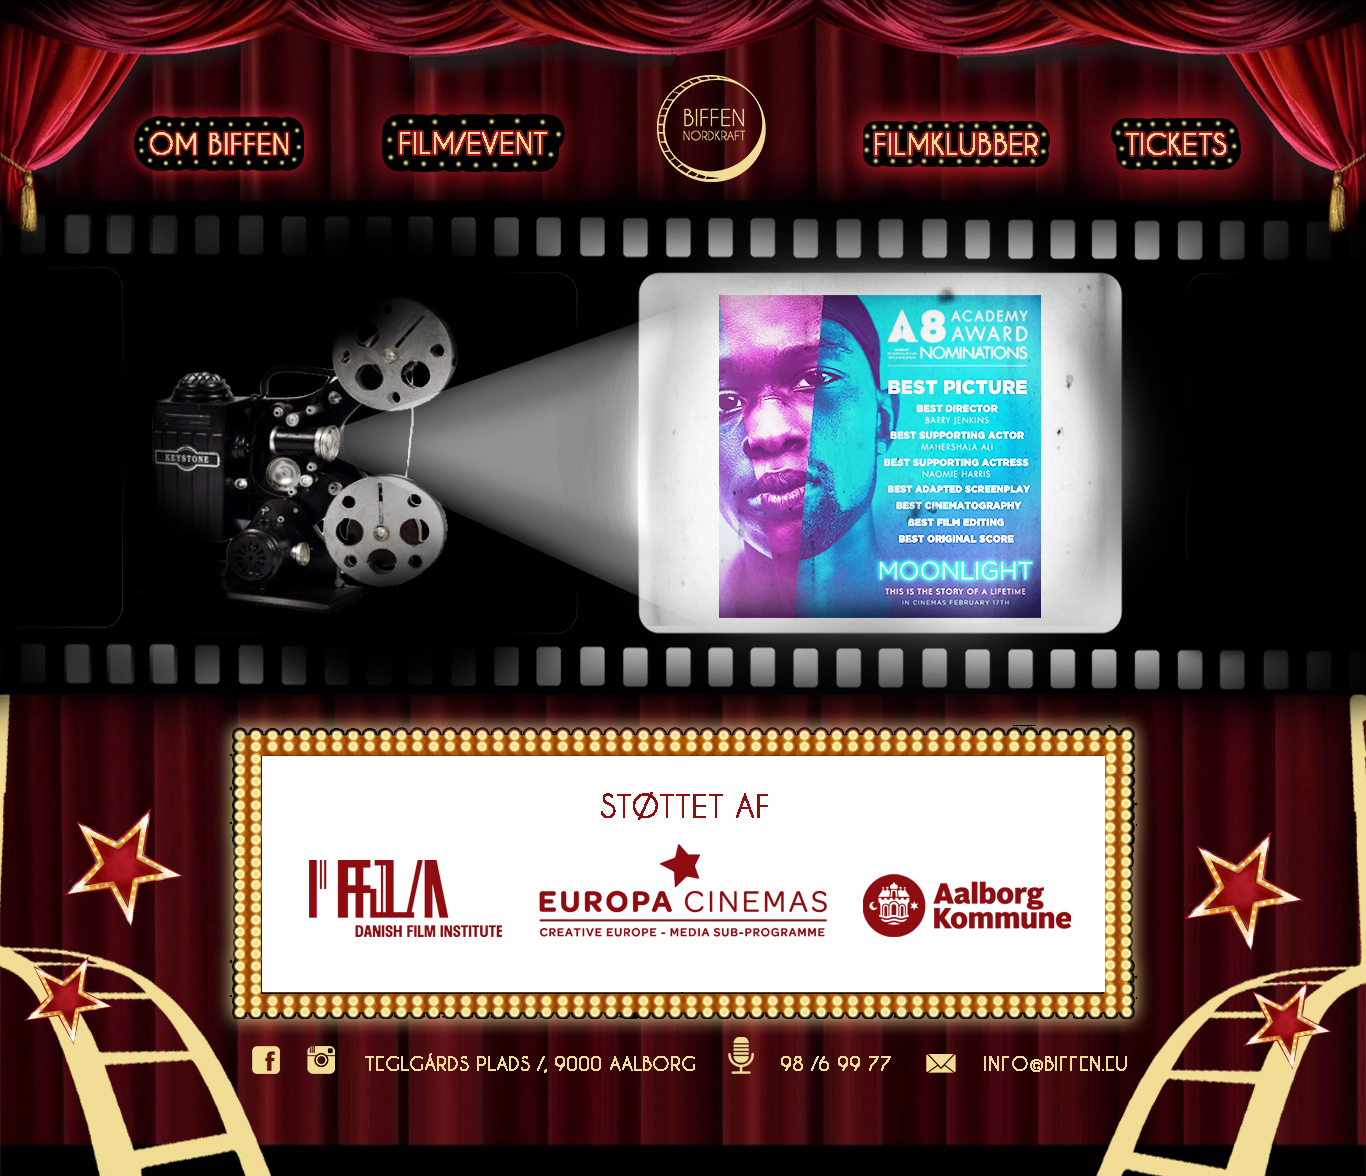 OM BIFFEN
FILM/EVENT
BIFFEN
NORDKRAFT
FILMKLUBBER
TICKETS
KEYSTONE
A8 ACADEMY
AWARD
NOMINATIONS
BEST PICTURE
BEST DIRECTOR
BARRY JENKINS
BEST SUPPORTING ACTOR
MAHERSHALA ALI
BEST SUPPORTING ACTRESS
NAOMIE HARRIS
BEST ADAPTED SCREENPLAY
BEST CINEMATOGRAPHY
BEST FILM EDITING
BEST ORIGINAL SCORE
MOONLIGHT
THIS IS THE STORY OF A LIFETIME
IN CINEMAS FEBRUARY 17TH
STØTTET AF
DANISH FILM INSTITUTE
EUROPA CINEMAS
CREATIVE EUROPE - MEDIA SUB-PROGRAMME
Aalborg
Kommune
TEGLGÅRDS PLADS 1, 9000 AALBORG
98 16 99 77
INFO@BIFFEN.EU